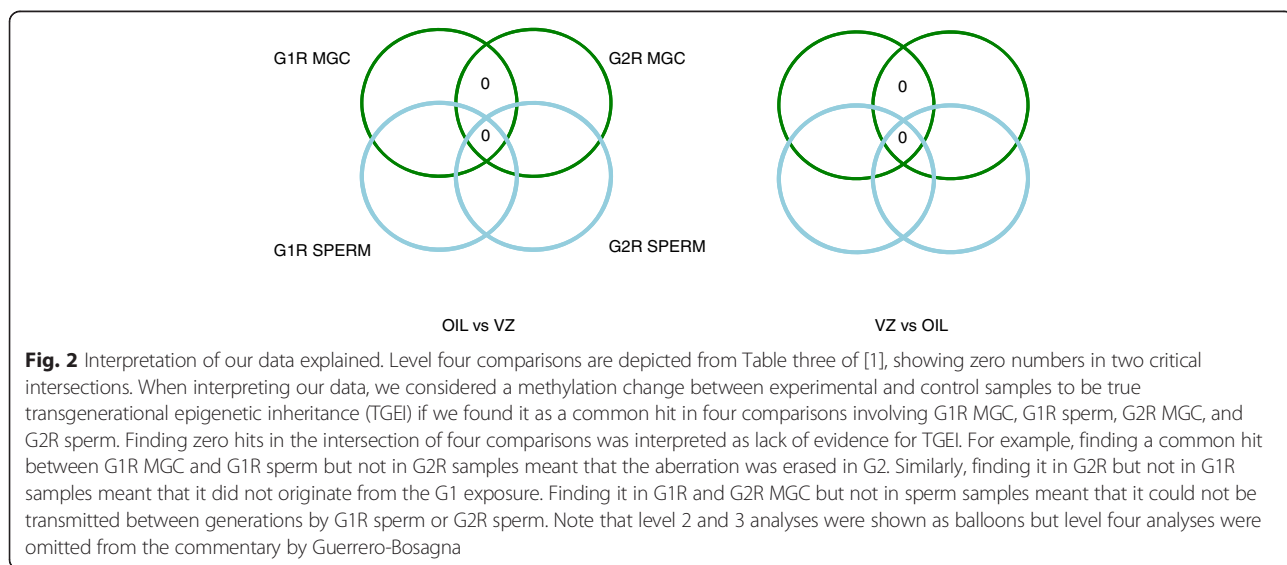 G1R MGC
G2R MGC
0
0
0
0
G1R SPERM
G2R SPERM
OIL vs VZ
VZ vs OIL
Fig. 2 Interpretation of our data explained. Level four comparisons are depicted from Table three of [1], showing zero numbers in two critical
intersections. When interpreting our data, we considered a methylation change between experimental and control samples to be true
transgenerational epigenetic inheritance (TGEI) if we found it as a common hit in four comparisons involving G1R MGC, G1R sperm, G2R MGC, and
G2R sperm. Finding zero hits in the intersection of four comparisons was interpreted as lack of evidence for TGEI. For example, finding a common hit
between G1R MGC and G1R sperm but not in G2R samples meant that the aberration was erased in G2. Similarly, finding it in G2R but not in G1R
samples meant that it did not originate from the G1 exposure. Finding it in G1R and G2R MGC but not in sperm samples meant that it could not be
transmitted between generations by G1R sperm or G2R sperm. Note that level 2 and 3 analyses were shown as balloons but level four analyses were
omitted from the commentary by Guerrero-Bosagna